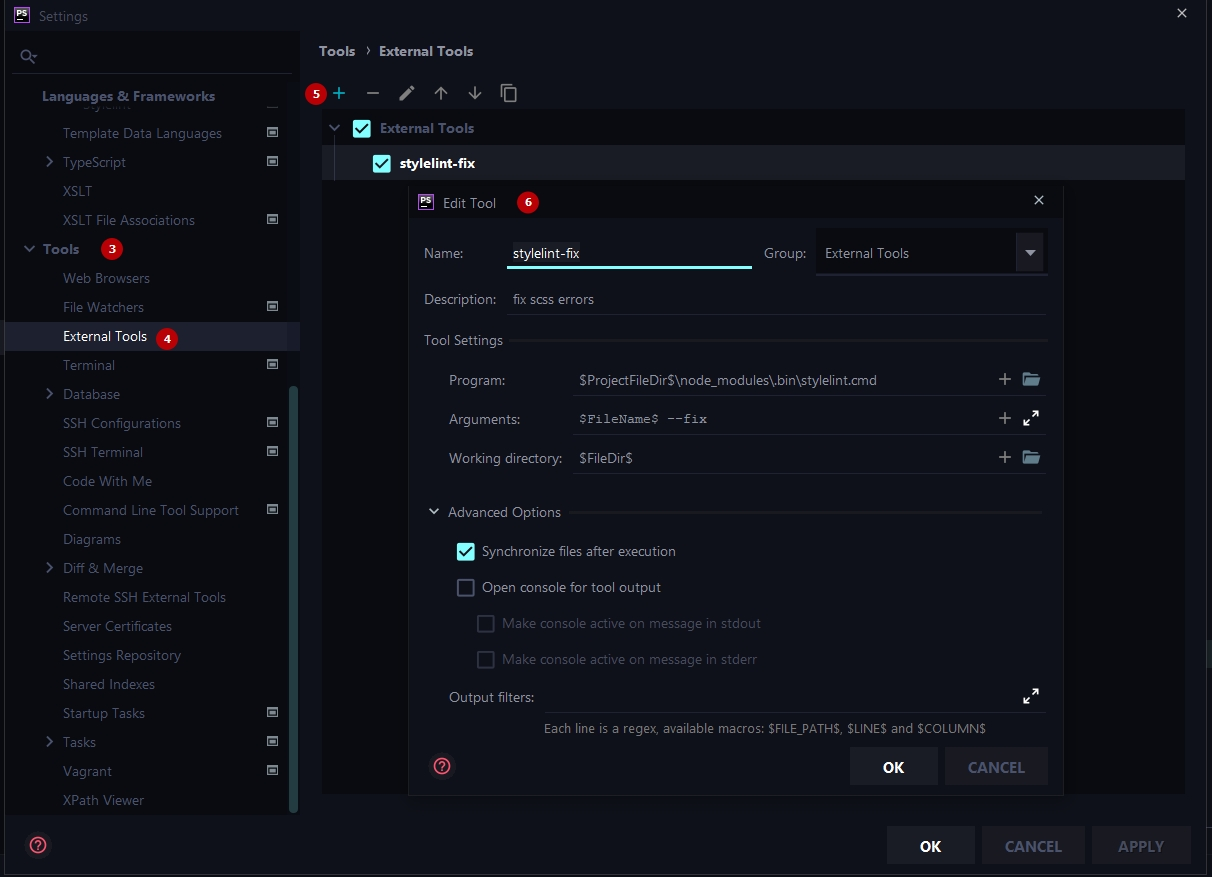 PS Settings
Tools › External Tools
Languages & Frameworks
Template Data Languages
TypeScript
XSLT
XSLT File Associations
Tools 3
Web Browsers
File Watchers
External Tools 4
Terminal
Database
SSH Configurations
SSH Terminal
Code With Me
Command Line Tool Support
Diagrams
Diff & Merge
Remote SSH External Tools
Server Certificates
Settings Repository
Shared Indexes
Startup Tasks
Tasks
Vagrant
XPath Viewer
5
External Tools
stylelint-fix
PS Edit Tool 6
Name: stylelint-fix Group: External Tools
Description: fix scss errors
Tool Settings
Program: $ProjectFileDir$\node_modules\.bin\stylelint.cmd
Arguments: $FileName$ --fix
Working directory: $FileDir$
Advanced Options
Synchronize files after execution
Open console for tool output
Make console active on message in stdout
Make console active on message in stderr
Output filters:
Each line is a regex, available macros: $FILE_PATH$, $LINE$ and $COLUMN$
? OK CANCEL
? OK CANCEL APPLY